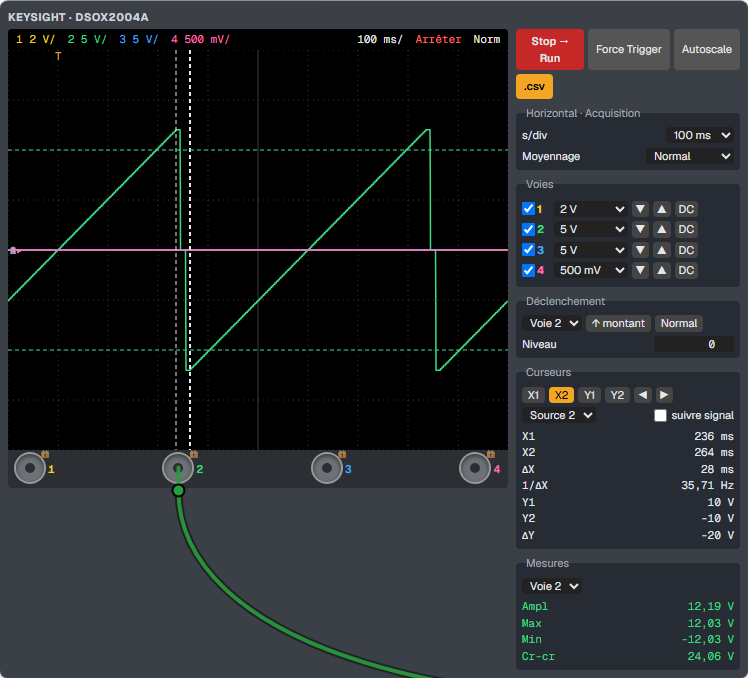 KEYSIGHT · DSOX2004A
1 2 V/ 2 5 V/ 3 5 V/ 4 500 mV/ 100 ms/ Arrêter Norm
T
Stop → Run
Force Trigger
Autoscale
.csv
Horizontal · Acquisition
s/div 100 ms
Moyennage Normal
Voies
1 2 V ▼ ▲ DC
2 5 V ▼ ▲ DC
3 5 V ▼ ▲ DC
4 500 mV ▼ ▲ DC
Déclenchement
Voie 2 ↑ montant Normal
Niveau 0
Curseurs
X1 X2 Y1 Y2 ◀ ▶
Source 2 suivre signal
X1 236 ms
X2 264 ms
ΔX 28 ms
1/ΔX 35,71 Hz
Y1 10 V
Y2 -10 V
ΔY -20 V
Mesures
Voie 2
Ampl 12,19 V
Max 12,03 V
Min -12,03 V
Cr-cr 24,06 V
1 2 3 4